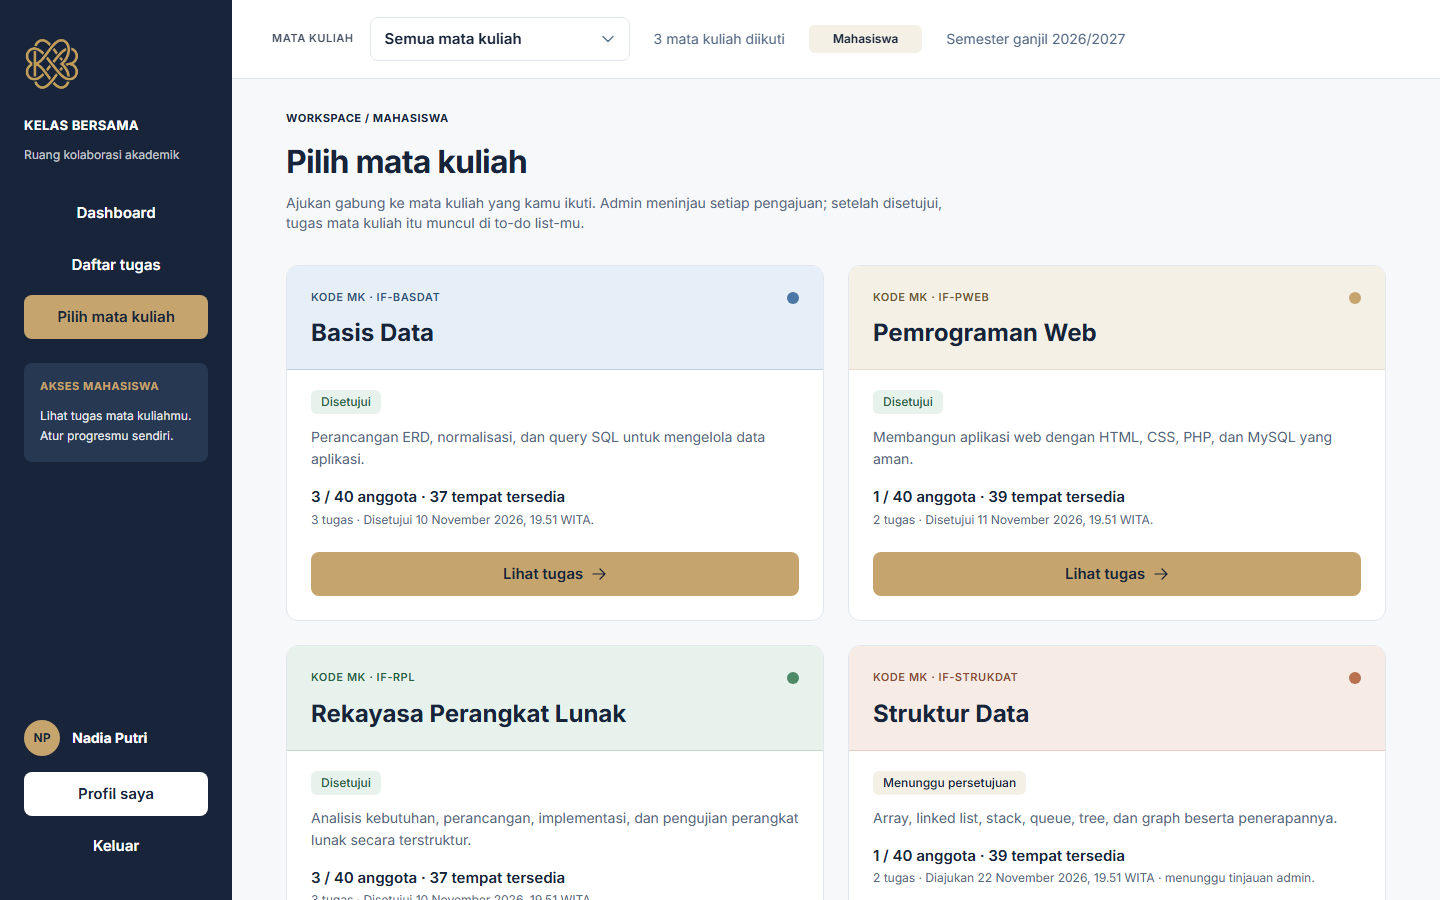 KELAS BERSAMA
Ruang kolaborasi akademik
Dashboard
Daftar tugas
Pilih mata kuliah
AKSES MAHASISWA
Lihat tugas mata kuliahmu.
Atur progresmu sendiri.
NP
Nadia Putri
Profil saya
Keluar
MATA KULIAH
Semua mata kuliah
3 mata kuliah diikuti
Mahasiswa
Semester ganjil 2026/2027
WORKSPACE / MAHASISWA
Pilih mata kuliah
Ajukan gabung ke mata kuliah yang kamu ikuti. Admin meninjau setiap pengajuan; setelah disetujui,
tugas mata kuliah itu muncul di to-do list-mu.
KODE MK · IF-BASDAT
Basis Data
Disetujui
Perancangan ERD, normalisasi, dan query SQL untuk mengelola data
aplikasi.
3 / 40 anggota · 37 tempat tersedia
3 tugas · Disetujui 10 November 2026, 19.51 WITA.
Lihat tugas →
KODE MK · IF-PWEB
Pemrograman Web
Disetujui
Membangun aplikasi web dengan HTML, CSS, PHP, dan MySQL yang
aman.
1 / 40 anggota · 39 tempat tersedia
2 tugas · Disetujui 11 November 2026, 19.51 WITA.
Lihat tugas →
KODE MK · IF-RPL
Rekayasa Perangkat Lunak
Disetujui
Analisis kebutuhan, perancangan, implementasi, dan pengujian perangkat
lunak secara terstruktur.
3 / 40 anggota · 37 tempat tersedia
3 tugas · Disetujui 10 November 2026, 19.51 WITA.
KODE MK · IF-STRUKDAT
Struktur Data
Menunggu persetujuan
Array, linked list, stack, queue, tree, dan graph beserta penerapannya.
1 / 40 anggota · 39 tempat tersedia
2 tugas · Diajukan 22 November 2026, 19.51 WITA · menunggu tinjauan admin.